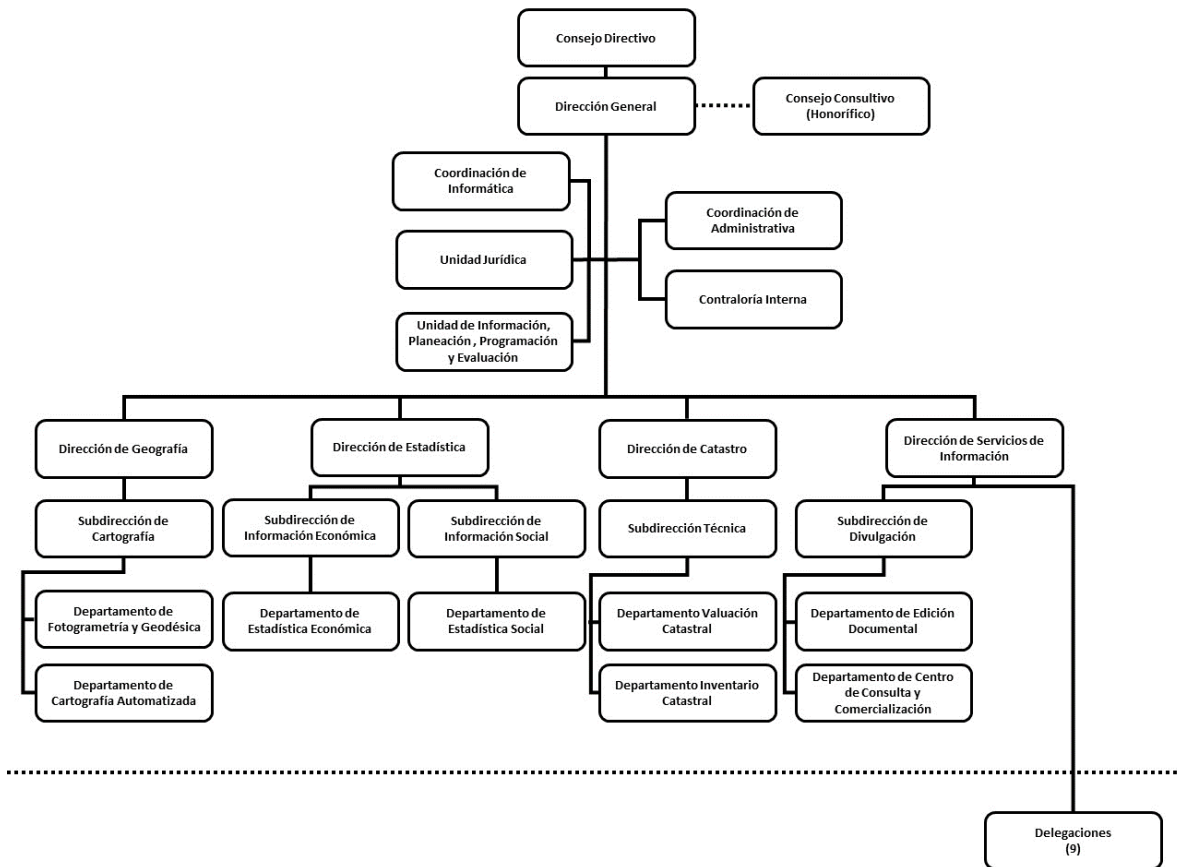 Consejo Directivo
Dirección General
Consejo Consultivo
(Honorífico)
Coordinación de
Informática
Coordinación de
Administrativa
Unidad Jurídica
Contraloría Interna
Unidad de Información,
Planeación , Programación
y Evaluación
Dirección de Geografía
Dirección de Estadística
Dirección de Catastro
Dirección de Servicios de
Información
Subdirección de
Cartografía
Subdirección de
Información Económica
Subdirección de
Información Social
Subdirección Técnica
Subdirección de
Divulgación
Departamento de
Fotogrametría y Geodésica
Departamento de
Estadística Económica
Departamento de
Estadística Social
Departamento Valuación
Catastral
Departamento de Edición
Documental
Departamento de
Cartografía Automatizada
Departamento Inventario
Catastral
Departamento de Centro
de Consulta y
Comercialización
Delegaciones
(9)